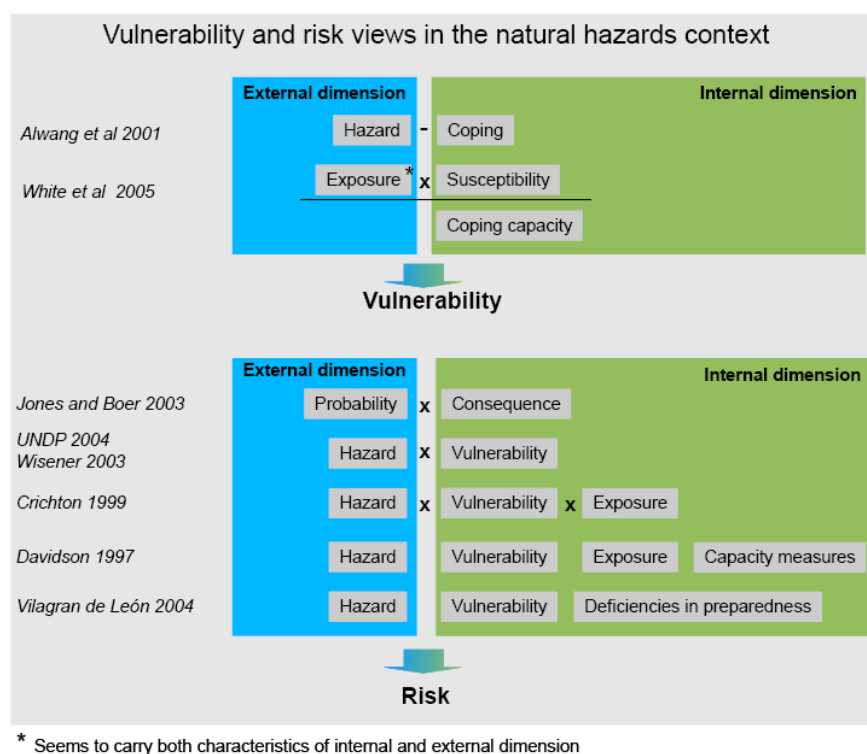 Vulnerability and risk views in the natural hazards context
External dimension Internal dimension
Alwang et al 2001 Hazard - Coping
White et al 2005 Exposure * x Susceptibility
Coping capacity
Vulnerability
External dimension Internal dimension
Jones and Boer 2003 Probability x Consequence
UNDP 2004
Wisener 2003 Hazard x Vulnerability
Crichton 1999 Hazard x Vulnerability x Exposure
Davidson 1997 Hazard Vulnerability Exposure Capacity measures
Vilagran de León 2004 Hazard Vulnerability Deficiencies in preparedness
Risk
* Seems to carry both characteristics of internal and external dimension